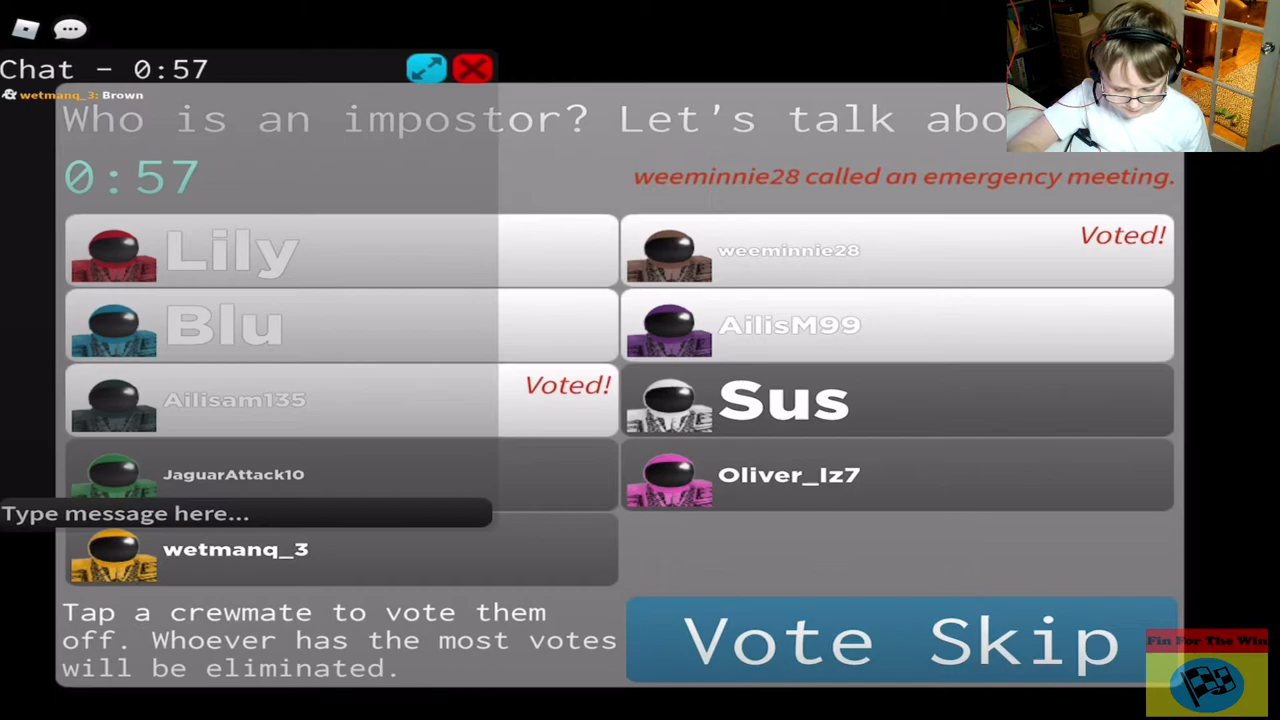 Chat - 0:57
wetmanq_3: Brown
Who is an impostor? Let's talk abo
0:57
weeminnie28 called an emergency meeting.
Lily
weeminnie28
Voted!
Blu
AilisM99
Ailisam135
Voted!
Sus
JaguarAttack10
Oliver_Iz7
Type message here...
wetmanq_3
Tap a crewmate to vote them
off. Whoever has the most votes
will be eliminated.
Vote Skip
Fin For The Win